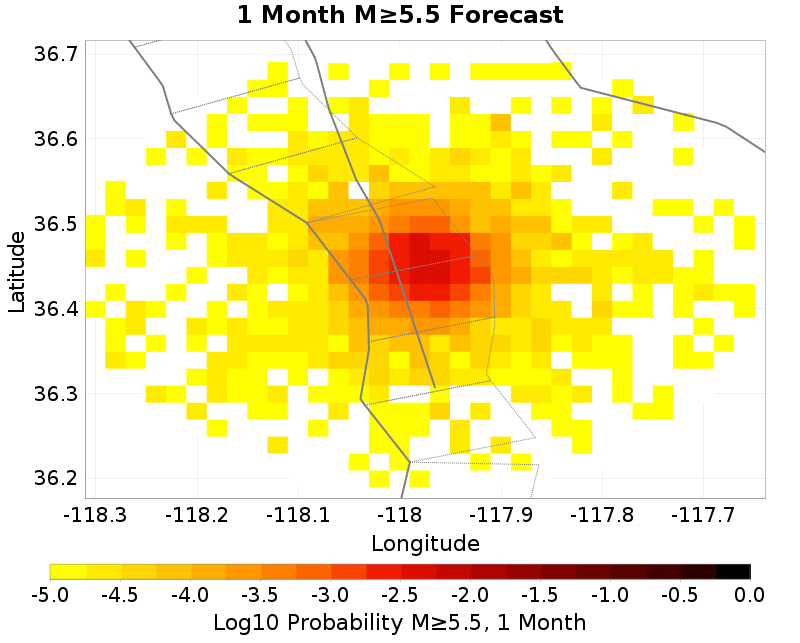 1 Month M≥5.5 Forecast
36.7
36.6
36.5
36.4
36.3
36.2
Latitude
-118.3 -118.2 -118.1 -118 -117.9 -117.8 -117.7
Longitude
-5.0 -4.5 -4.0 -3.5 -3.0 -2.5 -2.0 -1.5 -1.0 -0.5 0.0
Log10 Probability M≥5.5, 1 Month